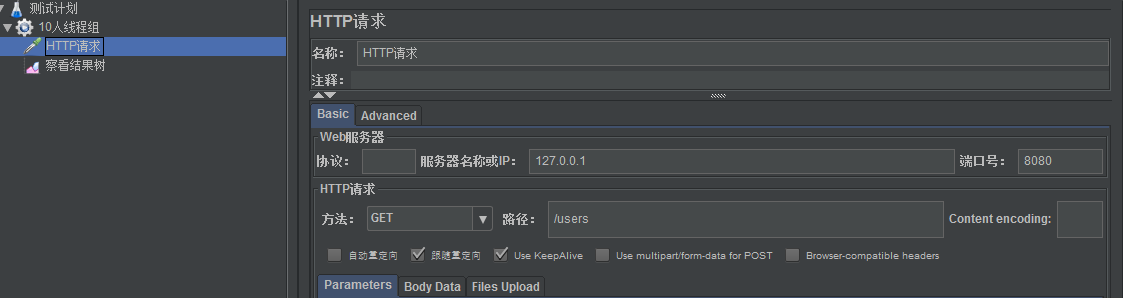 测试计划
10人线程组
HTTP请求
察看结果树
HTTP请求
名称： HTTP请求
注释：
Basic Advanced
Web服务器
协议： 服务器名称或IP： 127.0.0.1 端口号： 8080
HTTP请求
方法： GET 路径： /users Content encoding:
自动重定向 跟随重定向 Use KeepAlive Use multipart/form-data for POST Browser-compatible headers
Parameters Body Data Files Upload